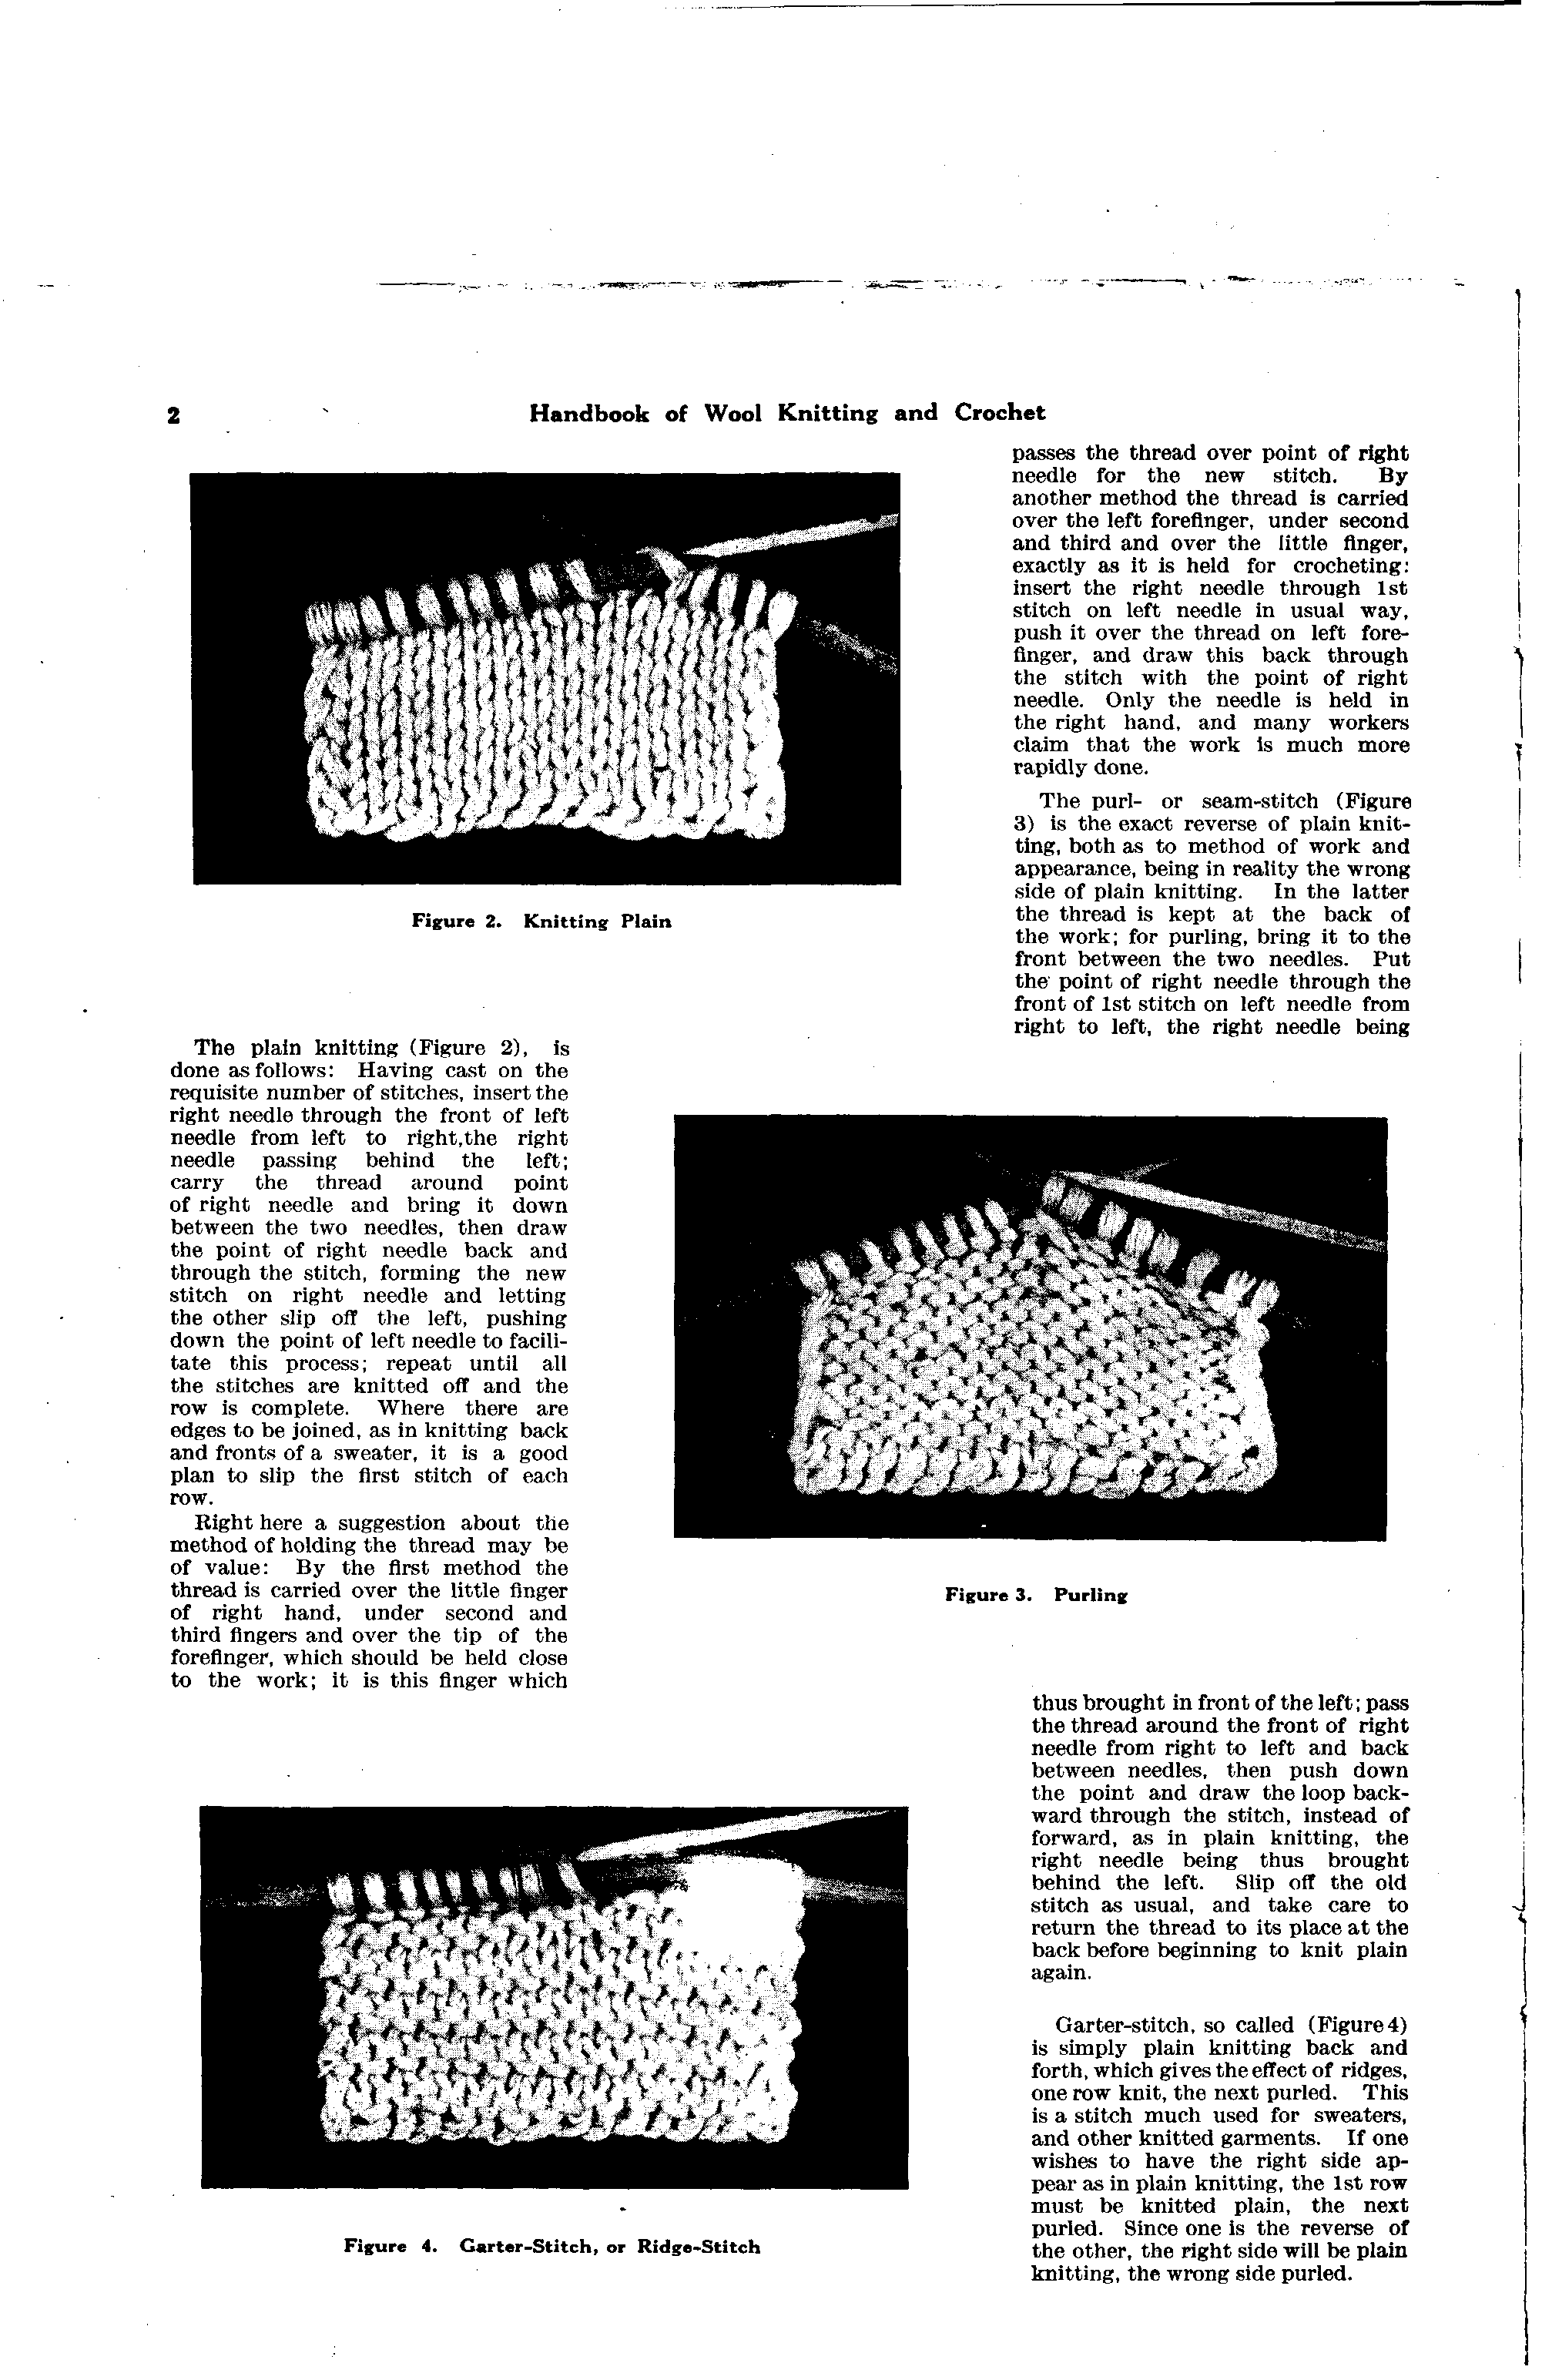 2
Handbook of Wool Knitting and Crochet
Figure 2. Knitting Plain
The plain knitting (Figure 2), is
done as follows: Having cast on the
requisite number of stitches, insert the
right needle through the front of left
needle from left to right,the right
needle passing behind the left;
carry the thread around point
of right needle and bring it down
between the two needles, then draw
the point of right needle back and
through the stitch, forming the new
stitch on right needle and letting
the other slip off the left, pushing
down the point of left needle to facili-
tate this process; repeat until all
the stitches are knitted off and the
row is complete. Where there are
edges to be joined, as in knitting back
and fronts of a sweater, it is a good
plan to slip the first stitch of each
row.
Right here a suggestion about the
method of holding the thread may be
of value: By the first method the
thread is carried over the little finger
of right hand, under second and
third fingers and over the tip of the
forefinger, which should be held close
to the work; it is this finger which
passes the thread over point of right
needle for the new stitch. By
another method the thread is carried
over the left forefinger, under second
and third and over the little finger,
exactly as it is held for crocheting:
insert the right needle through 1st
stitch on left needle in usual way,
push it over the thread on left fore-
finger, and draw this back through
the stitch with the point of right
needle. Only the needle is held in
the right hand, and many workers
claim that the work is much more
rapidly done.
The purl- or seam-stitch (Figure
3) is the exact reverse of plain knit-
ting, both as to method of work and
appearance, being in reality the wrong
side of plain knitting. In the latter
the thread is kept at the back of
the work; for purling, bring it to the
front between the two needles. Put
the point of right needle through the
front of 1st stitch on left needle from
right to left, the right needle being
Figure 3. Purling
thus brought in front of the left; pass
the thread around the front of right
needle from right to left and back
between needles, then push down
the point and draw the loop back-
ward through the stitch, instead of
forward, as in plain knitting, the
right needle being thus brought
behind the left. Slip off the old
stitch as usual, and take care to
return the thread to its place at the
back before beginning to knit plain
again.
Garter-stitch, so called (Figure 4)
is simply plain knitting back and
forth, which gives the effect of ridges,
one row knit, the next purled. This
is a stitch much used for sweaters,
and other knitted garments. If one
wishes to have the right side ap-
pear as in plain knitting, the 1st row
must be knitted plain, the next
purled. Since one is the reverse of
the other, the right side will be plain
knitting, the wrong side purled.
Figure 4. Garter-Stitch, or Ridge-Stitch